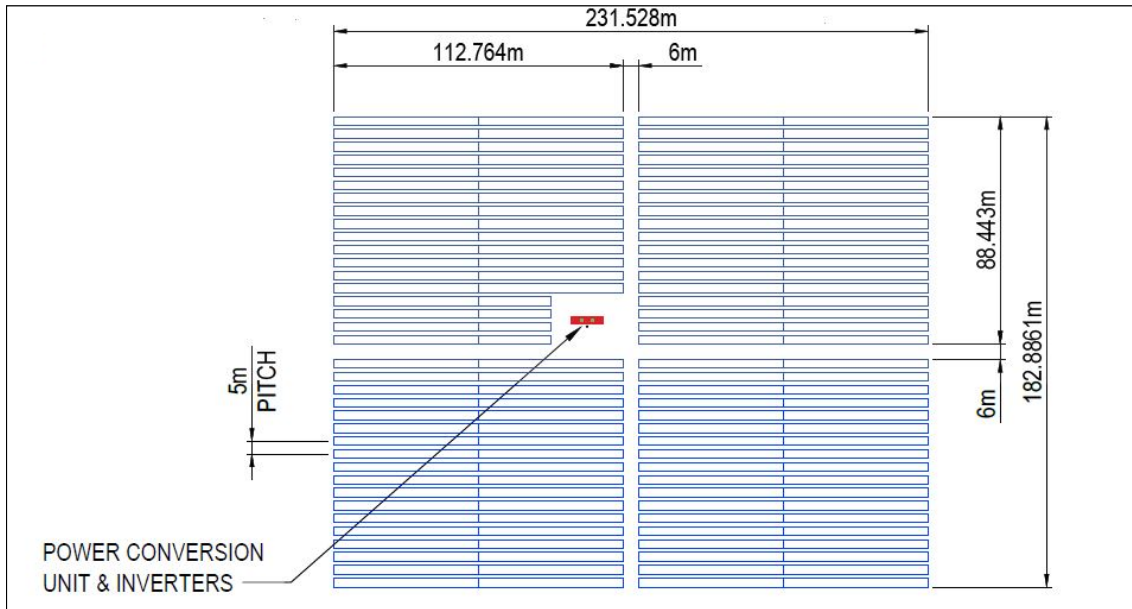 231.528m
112.764m
6m
88.443m
182.8861m
6m
5m
PITCH
POWER CONVERSION
UNIT & INVERTERS